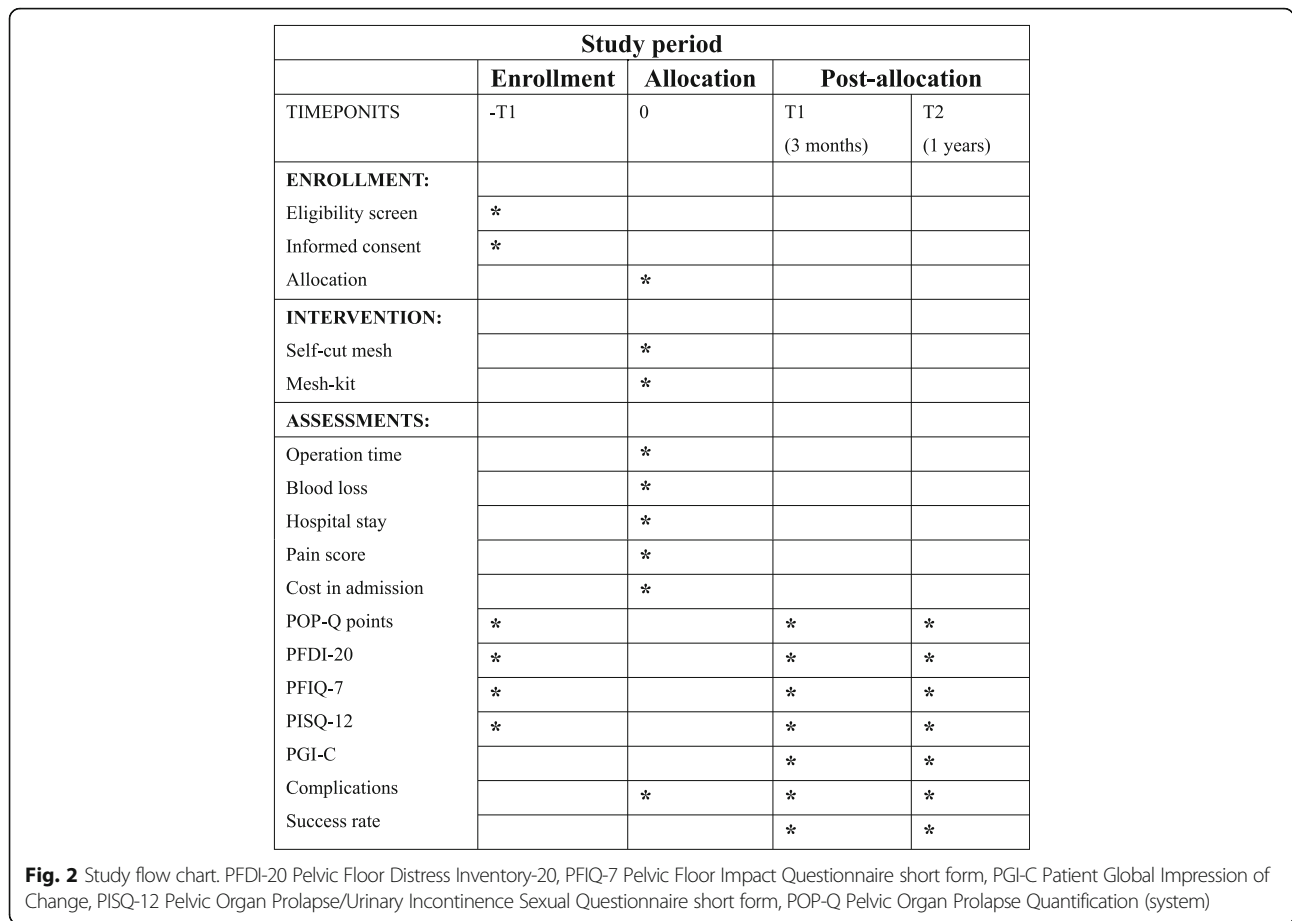 Study period
Enrollment Allocation Post-allocation
TIMEPONITS -T1 0 T1 T2
(3 months) (1 years)
ENROLLMENT:
Eligibility screen *
Informed consent *
Allocation *
INTERVENTION:
Self-cut mesh *
Mesh-kit *
ASSESSMENTS:
Operation time *
Blood loss *
Hospital stay *
Pain score *
Cost in admission *
POP-Q points * * *
PFDI-20 * * *
PFIQ-7 * * *
PISQ-12 * * *
PGI-C * *
Complications * * *
Success rate * *
Fig. 2 Study flow chart. PFDI-20 Pelvic Floor Distress Inventory-20, PFIQ-7 Pelvic Floor Impact Questionnaire short form, PGI-C Patient Global Impression of
Change, PISQ-12 Pelvic Organ Prolapse/Urinary Incontinence Sexual Questionnaire short form, POP-Q Pelvic Organ Prolapse Quantification (system)